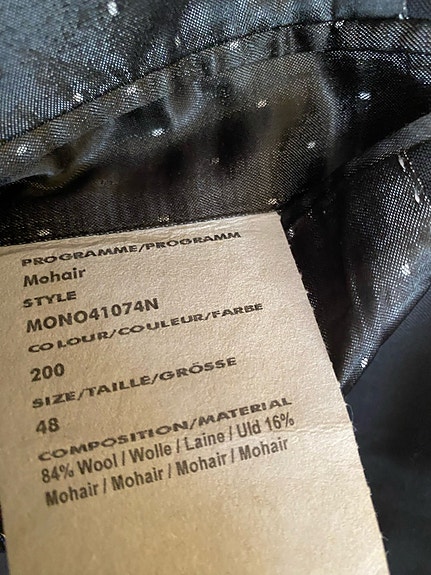 PROGRAMME/PROGRAMM
Mohair
STYLE
MONO41074N
COLOUR/COULEUR/FARBE
200
SIZE/TAILLE/GRÖSSE
48
COMPOSITION/MATERIAL
84% Wool / Wolle / Laine / Uld 16%
Mohair / Mohair / Mohair / Mohair